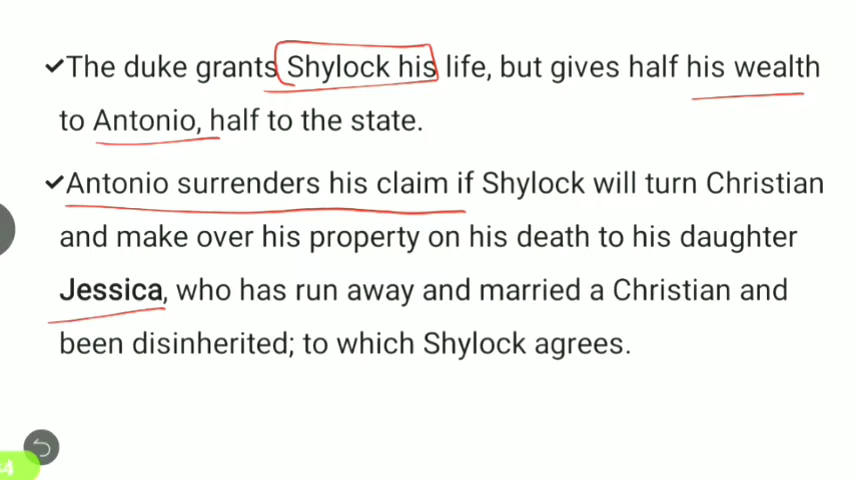 ✓The duke grants Shylock his life, but gives half his wealth
to Antonio, half to the state.
✓Antonio surrenders his claim if Shylock will turn Christian
and make over his property on his death to his daughter
Jessica, who has run away and married a Christian and
been disinherited; to which Shylock agrees.